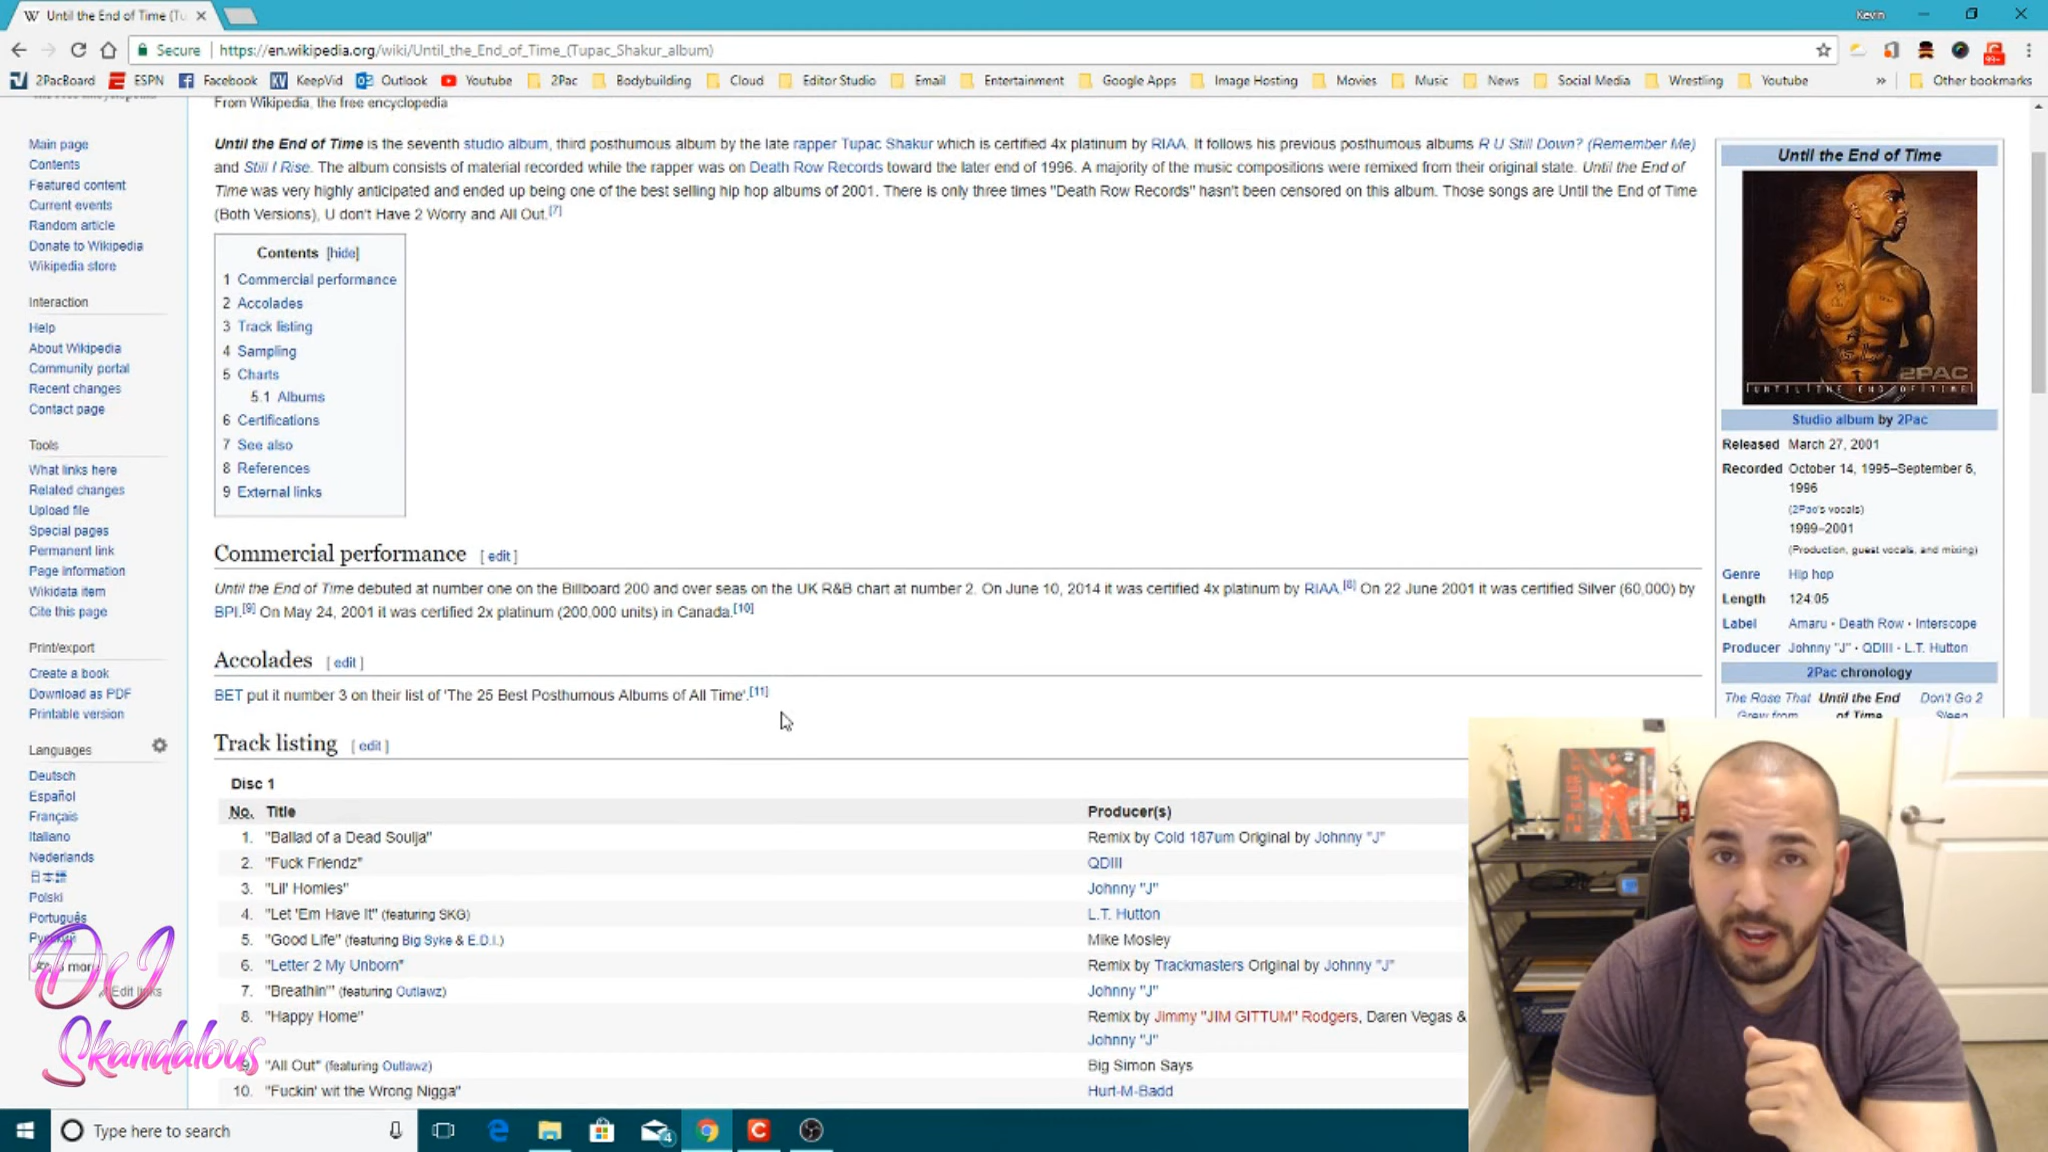 Until the End of Time (Tu
Kevin
Secure
https://en.wikipedia.org/wiki/Until_the_End_of_Time_(Tupac_Shakur_album)
99+
2PacBoard ESPN Facebook KeepVid Outlook Youtube 2Pac Bodybuilding Cloud Editor Studio Email Entertainment Google Apps Image Hosting Movies Music News Social Media Wrestling Youtube » Other bookmarks
From Wikipedia, the free encyclopedia
Main page
Contents
Featured content
Current events
Random article
Donate to Wikipedia
Wikipedia store
Interaction
Help
About Wikipedia
Community portal
Recent changes
Contact page
Tools
What links here
Related changes
Upload file
Special pages
Permanent link
Page information
Wikidata item
Cite this page
Print/export
Create a book
Download as PDF
Printable version
Languages
Deutsch
Español
Français
Italiano
Nederlands
日本語
Polski
Português
Edit links
DJ
Skandalous
Until the End of Time is the seventh studio album, third posthumous album by the late rapper Tupac Shakur which is certified 4x platinum by RIAA. It follows his previous posthumous albums R U Still Down? (Remember Me)
and Still I Rise. The album consists of material recorded while the rapper was on Death Row Records toward the later end of 1996. A majority of the music compositions were remixed from their original state. Until the End of
Time was very highly anticipated and ended up being one of the best selling hip hop albums of 2001. There is only three times "Death Row Records" hasn't been censored on this album. Those songs are Until the End of Time
(Both Versions), U don't Have 2 Worry and All Out.[7]
Contents [hide]
1 Commercial performance
2 Accolades
3 Track listing
4 Sampling
5 Charts
5.1 Albums
6 Certifications
7 See also
8 References
9 External links
Commercial performance [ edit ]
Until the End of Time debuted at number one on the Billboard 200 and over seas on the UK R&B chart at number 2. On June 10, 2014 it was certified 4x platinum by RIAA.[8] On 22 June 2001 it was certified Silver (60,000) by
BPI.[9] On May 24, 2001 it was certified 2x platinum (200,000 units) in Canada.[10]
Accolades [ edit ]
BET put it number 3 on their list of 'The 25 Best Posthumous Albums of All Time'.[11]
Track listing [ edit ]
Disc 1
No. Title Producer(s)
1. "Ballad of a Dead Soulja" Remix by Cold 187um Original by Johnny "J"
2. "Fuck Friendz" QDIII
3. "Lil' Homies" Johnny "J"
4. "Let 'Em Have It" (featuring SKG) L.T. Hutton
5. "Good Life" (featuring Big Syke & E.D.I.) Mike Mosley
6. "Letter 2 My Unborn" Remix by Trackmasters Original by Johnny "J"
7. "Breathin'" (featuring Outlawz) Johnny "J"
8. "Happy Home" Remix by Jimmy "JIM GITTUM" Rodgers, Daren Vegas &
Johnny "J"
9. "All Out" (featuring Outlawz) Big Simon Says
10. "Fuckin' wit the Wrong Nigga" Hurt-M-Badd
Until the End of Time
2PAC
UNTIL THE END OF TIME
Studio album by 2Pac
Released March 27, 2001
Recorded October 14, 1995–September 6,
1996
(2Pac's vocals)
1999–2001
(Production, guest vocals, and mixing)
Genre Hip hop
Length 124:05
Label Amaru · Death Row · Interscope
Producer Johnny "J" · QDIII · L.T. Hutton
2Pac chronology
The Rose That Until the End Don't Go 2
Grew from of Time Sleep
Type here to search
4